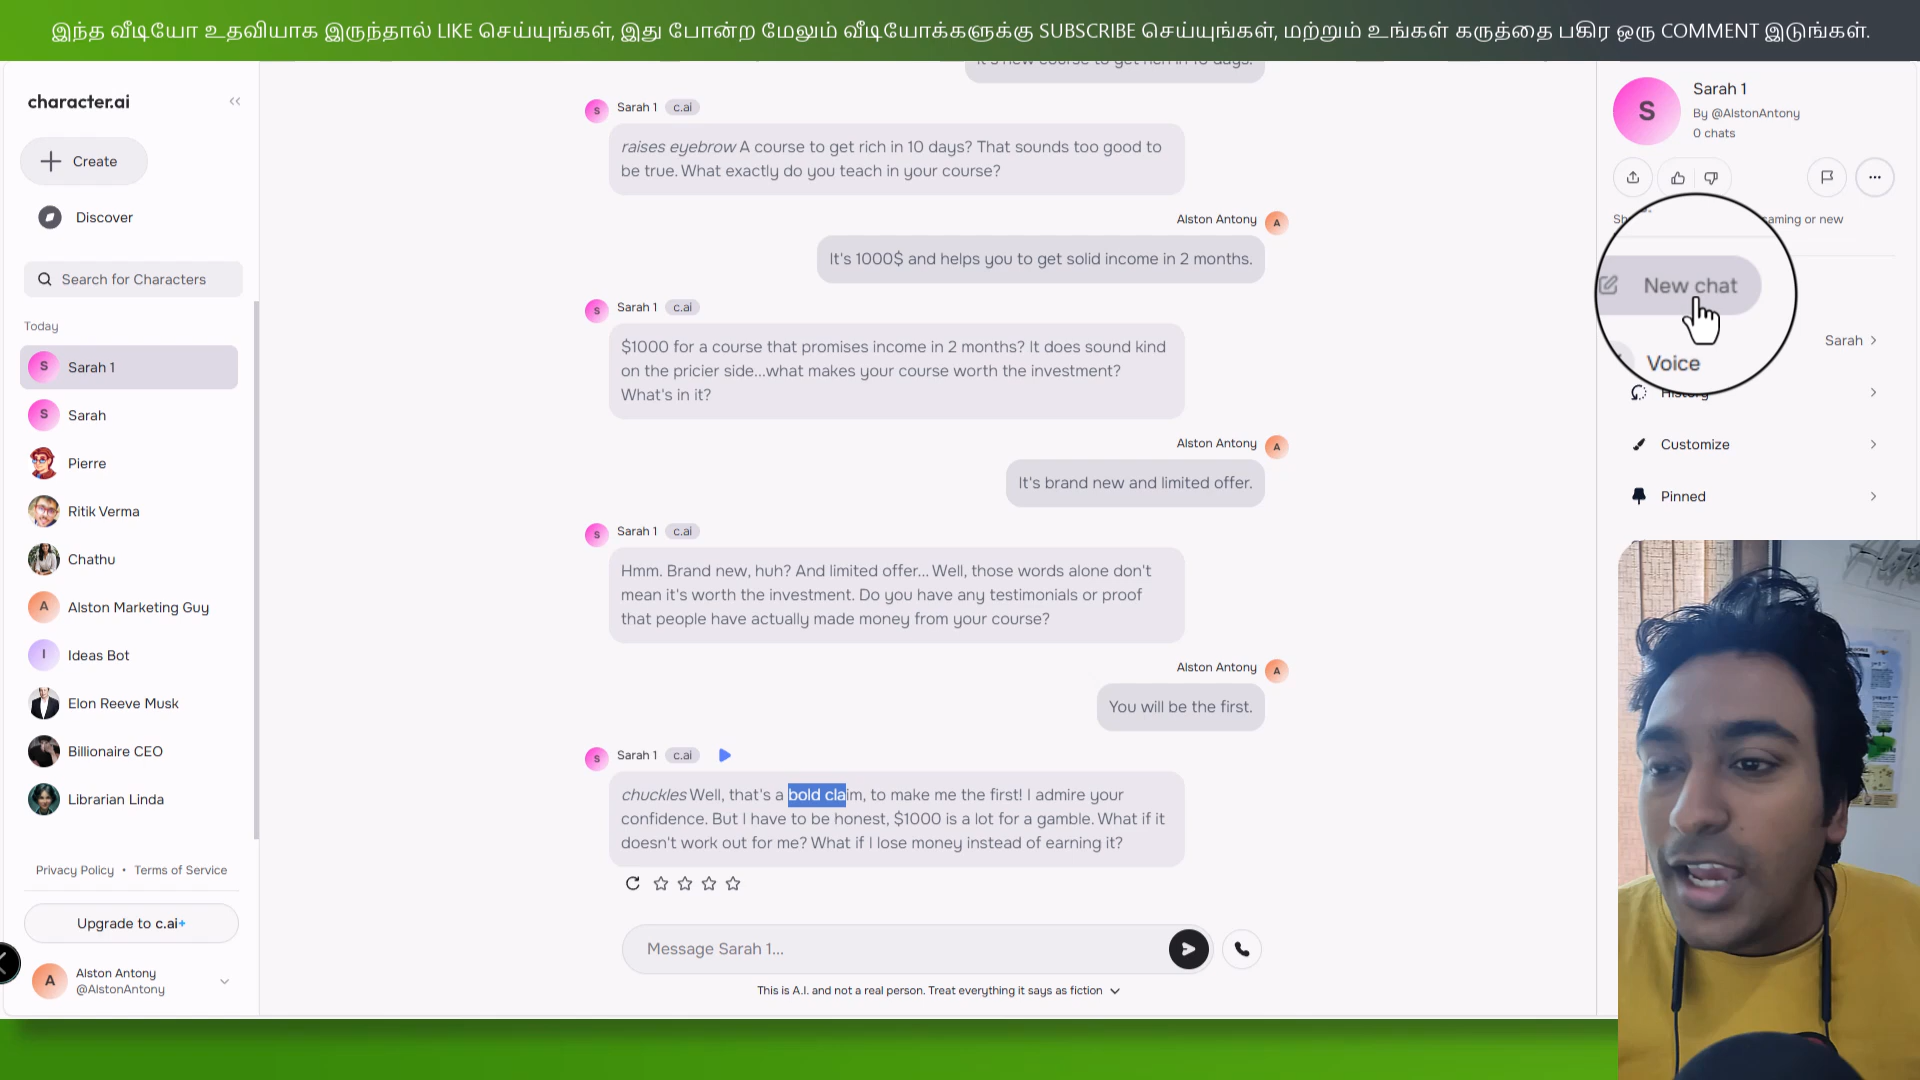 இந்த வீடியோ உதவியாக இருந்தால் LIKE செய்யுங்கள், இது போன்ற மேலும் வீடியோக்களுக்கு SUBSCRIBE செய்யுங்கள், மற்றும் உங்கள் கருத்தை பகிர ஒரு COMMENT இடுங்கள்.
character.ai
Create
Discover
Search for Characters
Today
Sarah 1
Sarah
Pierre
Ritik Verma
Chathu
Alston Marketing Guy
Ideas Bot
Elon Reeve Musk
Billionaire CEO
Librarian Linda
Privacy Policy • Terms of Service
Upgrade to c.ai+
A
Alston Antony
@AlstonAntony
It's new course to get rich in 10 days.
S Sarah 1 c.ai
raises eyebrow A course to get rich in 10 days? That sounds too good to
be true. What exactly do you teach in your course?
Alston Antony A
It's 1000$ and helps you to get solid income in 2 months.
S Sarah 1 c.ai
$1000 for a course that promises income in 2 months? It does sound kind
on the pricier side...what makes your course worth the investment?
What's in it?
Alston Antony A
It's brand new and limited offer.
S Sarah 1 c.ai
Hmm. Brand new, huh? And limited offer... Well, those words alone don't
mean it's worth the investment. Do you have any testimonials or proof
that people have actually made money from your course?
Alston Antony A
You will be the first.
S Sarah 1 c.ai
chuckles Well, that's a bold claim, to make me the first! I admire your
confidence. But I have to be honest, $1000 is a lot for a gamble. What if it
doesn't work out for me? What if I lose money instead of earning it?
Message Sarah 1...
This is A.I. and not a real person. Treat everything it says as fiction
S
Sarah 1
By @AlstonAntony
0 chats
or new
New chat
Voice
Sarah
History
Customize
Pinned